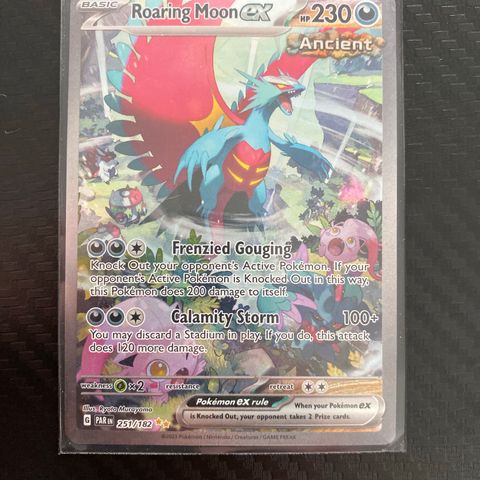 BASIC Roaring Moon ex HP 230
Ancient
Frenzied Gouging
Knock Out your opponent's Active Pokémon. If your
opponent's Active Pokémon is Knocked Out in this way,
this Pokémon does 200 damage to itself.
Calamity Storm 100+
You may discard a Stadium in play. If you do, this attack
does 120 more damage.
weakness ×2 resistance retreat
Illus. Ryota Murayama
Pokémon ex rule
When your Pokémon ex
is Knocked Out, your opponent takes 2 Prize cards.
G PAR EN 251/182
©2023 Pokémon / Nintendo / Creatures / GAME FREAK